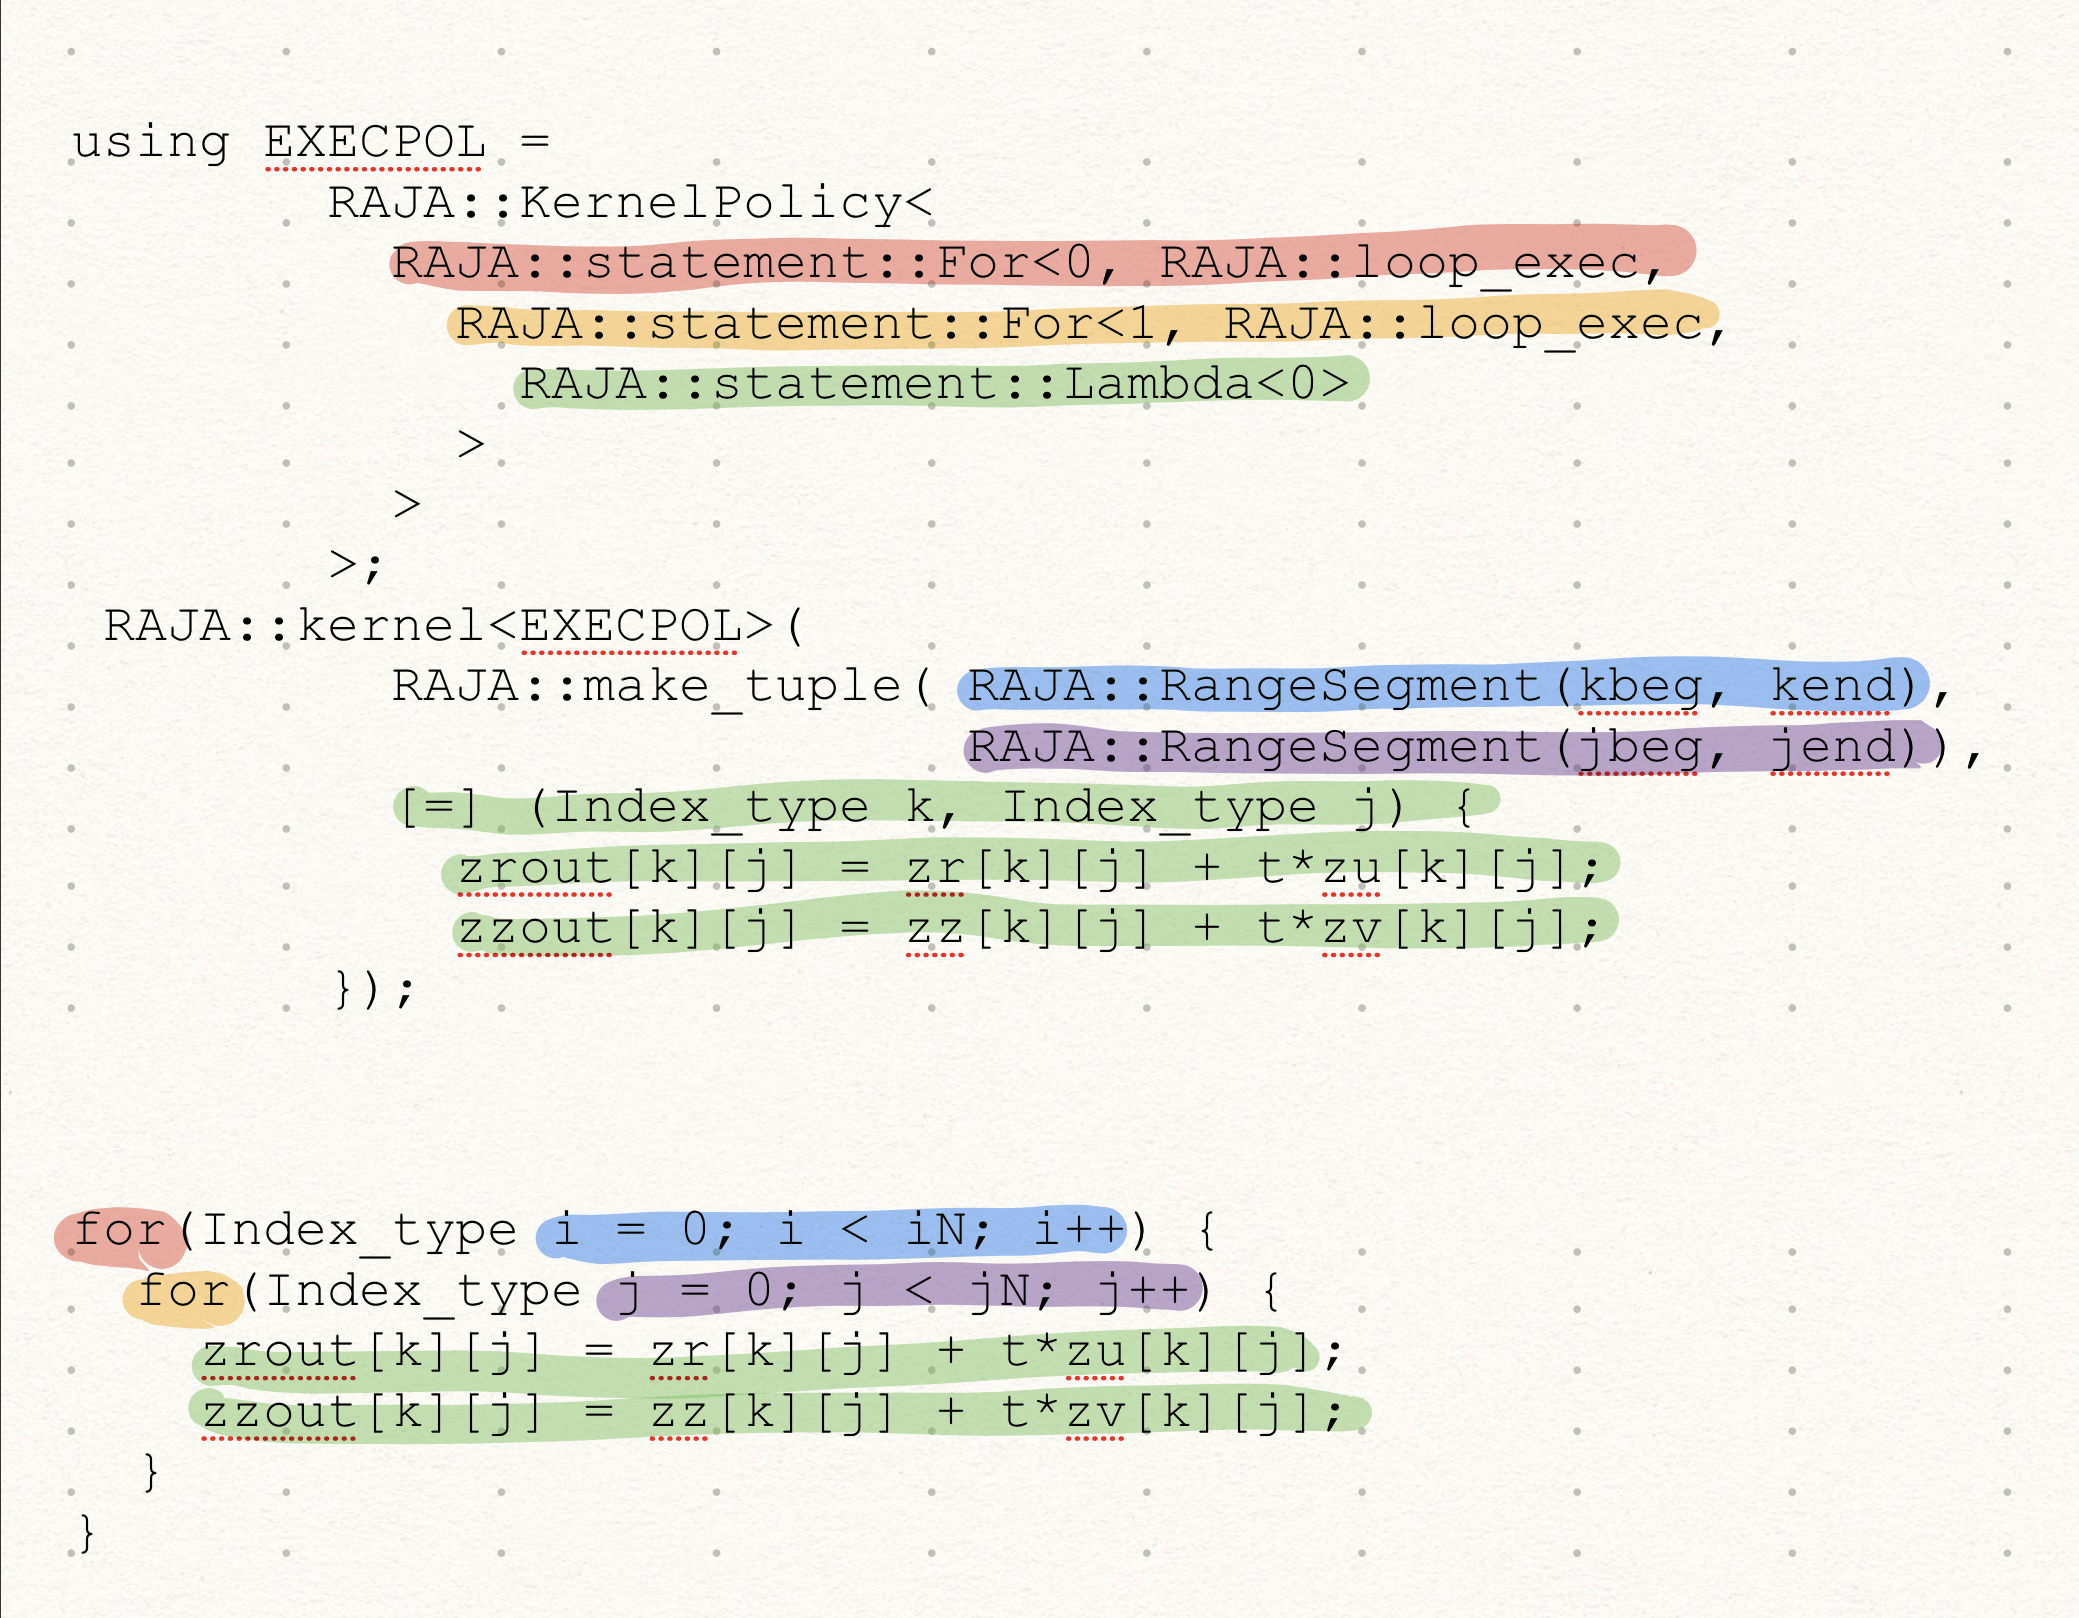 using EXECPOL =
RAJA::KernelPolicy<
RAJA::statement::For<0, RAJA::loop_exec,
RAJA::statement::For<1, RAJA::loop_exec,
RAJA::statement::Lambda<0>
>
>
>;
RAJA::kernel<EXECPOL>(
RAJA::make_tuple( RAJA::RangeSegment(kbeg, kend),
RAJA::RangeSegment(jbeg, jend)),
[=] (Index_type k, Index_type j) {
zrout[k][j] = zr[k][j] + t*zu[k][j];
zzout[k][j] = zz[k][j] + t*zv[k][j];
});
for(Index_type i = 0; i < iN; i++) {
for(Index_type j = 0; j < jN; j++) {
zrout[k][j] = zr[k][j] + t*zu[k][j];
zzout[k][j] = zz[k][j] + t*zv[k][j];
}
}